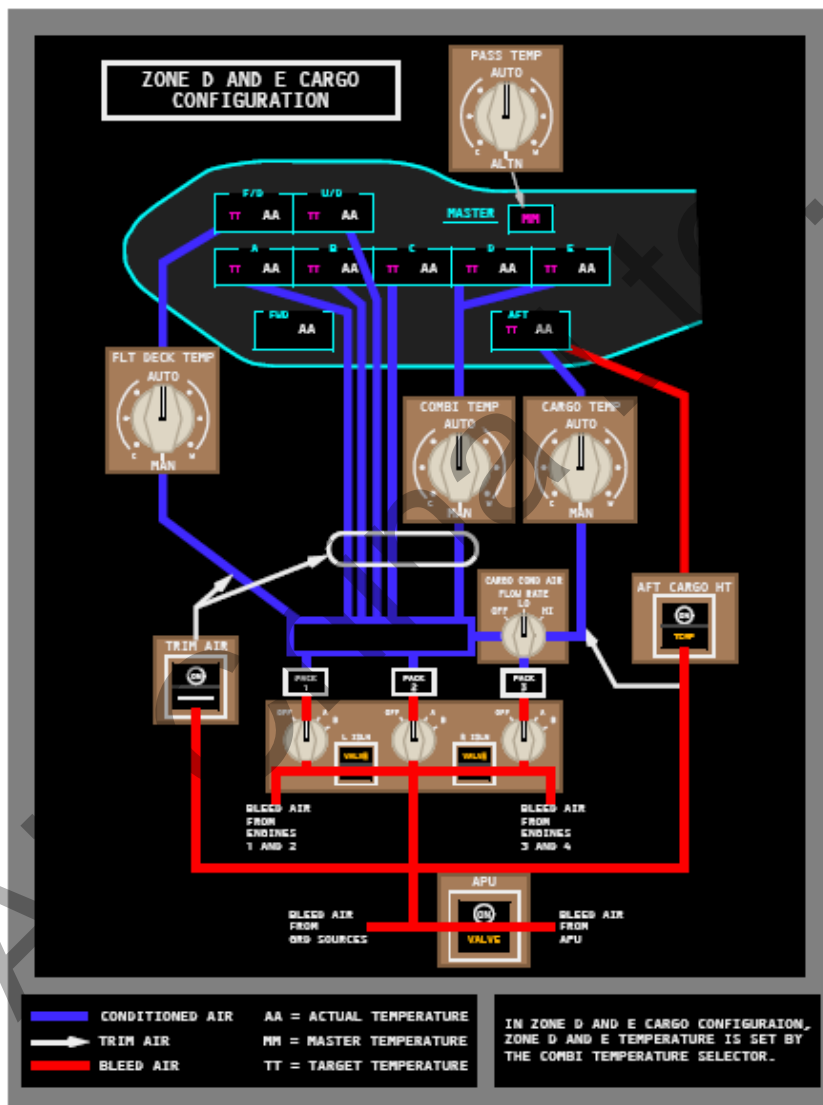 ZONE D AND E CARGO
CONFIGURATION
PASS TEMP
AUTO
C W
ALTN
F/D U/D
TT AA TT AA
MASTER MM
A B C D E
TT AA TT AA TT AA TT AA TT AA
FWD
AA
AFT
TT AA
FLT DECK TEMP
AUTO
C W
MAN
COMBI TEMP
AUTO
C W
MAN
CARGO TEMP
AUTO
C W
MAN
CARGO COND AIR
FLOW RATE
LO
OFF HI
AFT CARGO HT
ON
TEMP
TRIM AIR
ON
PACK
1
PACK
2
PACK
3
OFF A
B
OFF A
B
OFF A
B
L ISLN
VALVE
R ISLN
VALVE
BLEED AIR
FROM
ENGINES
1 AND 2
BLEED AIR
FROM
ENGINES
3 AND 4
APU
ON
VALVE
BLEED AIR
FROM
GRD SOURCES
BLEED AIR
FROM
APU
CONDITIONED AIR
TRIM AIR
BLEED AIR
AA = ACTUAL TEMPERATURE
MM = MASTER TEMPERATURE
TT = TARGET TEMPERATURE
IN ZONE D AND E CARGO CONFIGURAION,
ZONE D AND E TEMPERATURE IS SET BY
THE COMBI TEMPERATURE SELECTOR.